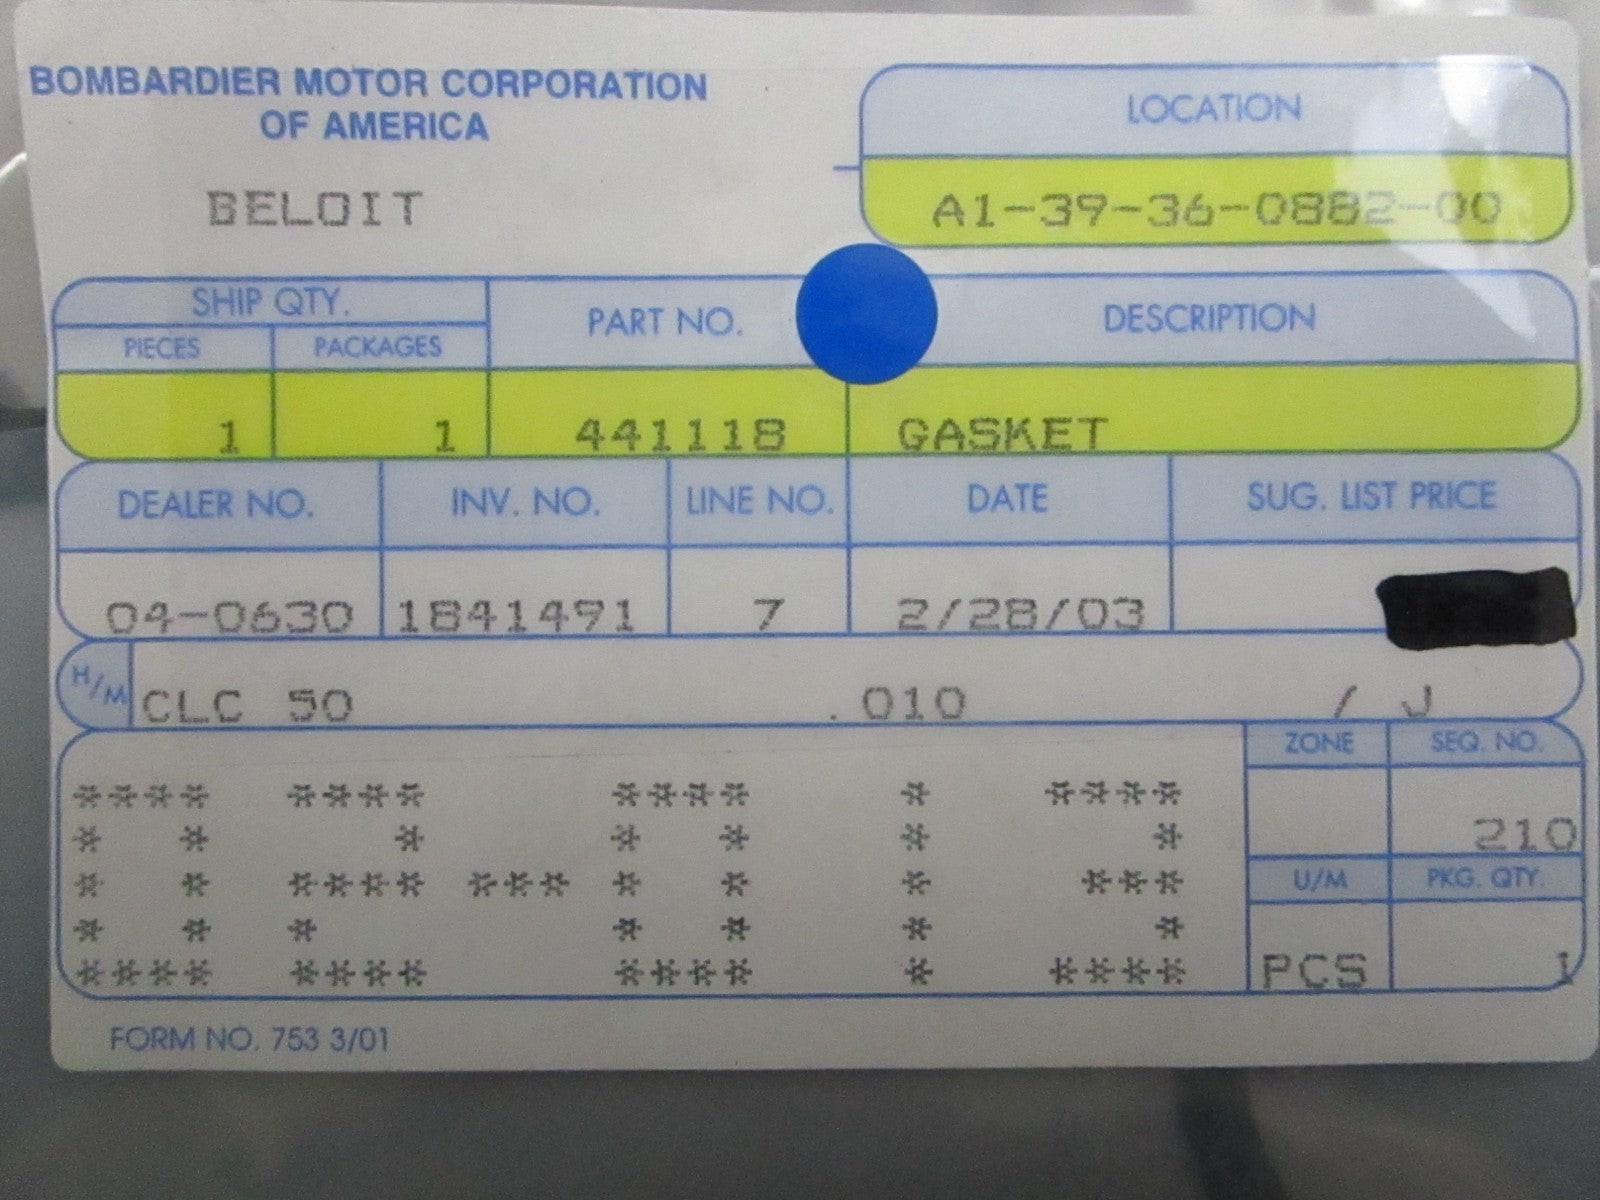 BOMBARDIER MOTOR CORPORATION
OF AMERICA
BELOIT
LOCATION
A1-39-36-0882-00
SHIP QTY.
PIECES PACKAGES
PART NO.
DESCRIPTION
1 1 441118 GASKET
DEALER NO. INV. NO. LINE NO. DATE SUG. LIST PRICE
04-0630 1841491 7 2/28/03
H/M CLC 50 .010 / J
ZONE SEQ. NO.
210
U/M PKG. QTY.
PCS 1
**** **** **** * ****
* * * * * * *
* * **** *** * * * ***
* * * * * * *
**** **** **** * ****
FORM NO. 753 3/01